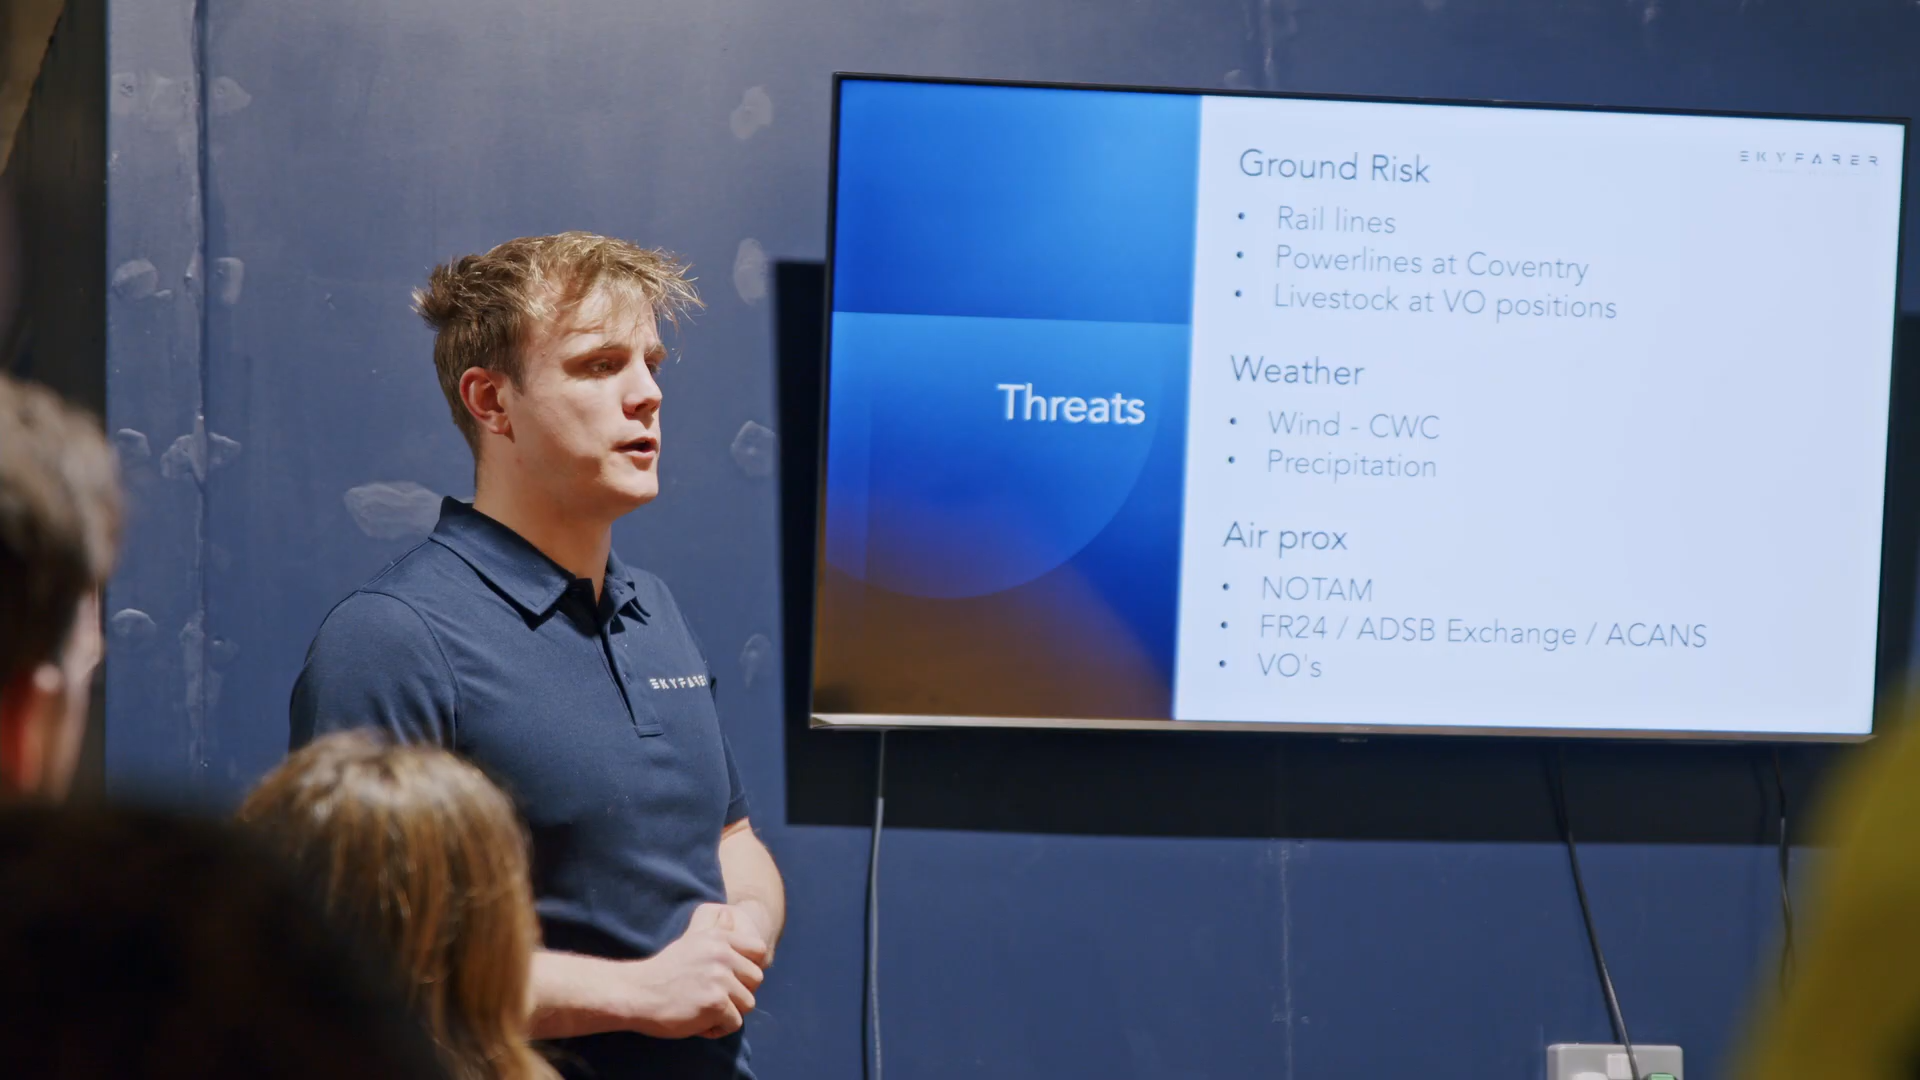 SKYFARER
Ground Risk
• Rail lines
• Powerlines at Coventry
• Livestock at VO positions
Threats
Weather
• Wind - CWC
• Precipitation
Air prox
• NOTAM
• FR24 / ADSB Exchange / ACANS
• VO's
SKYFARER